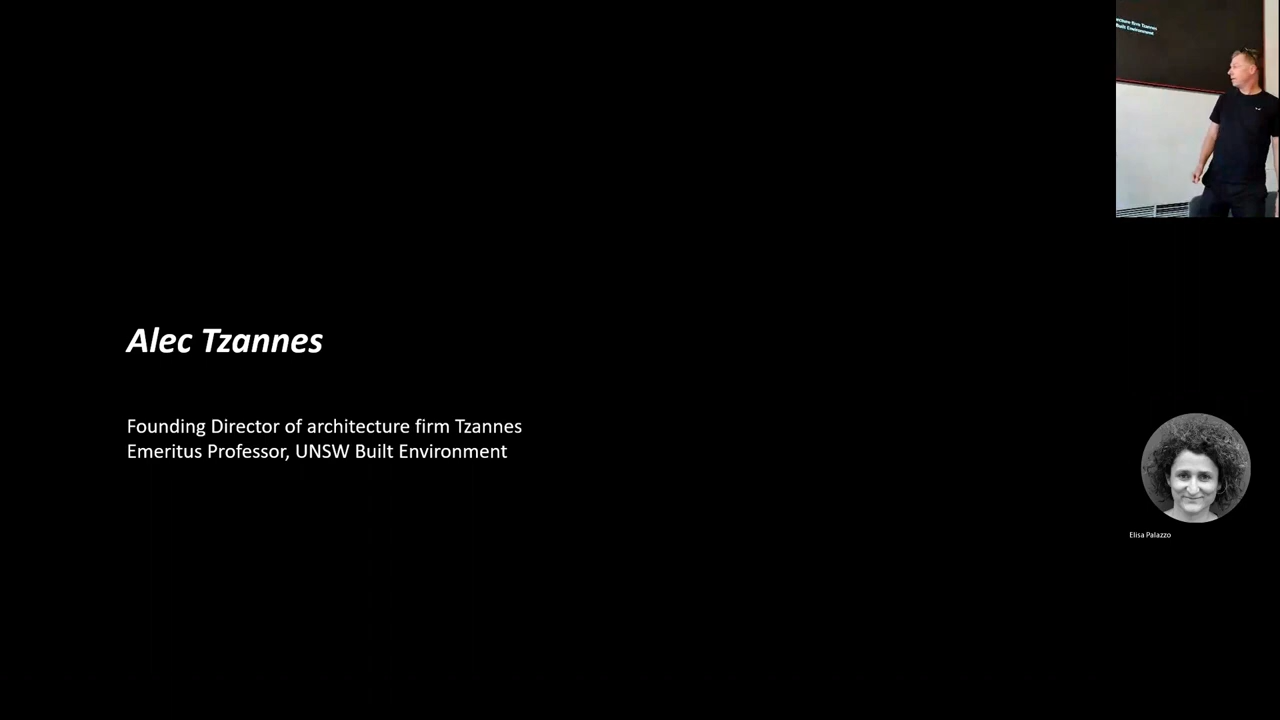 Alec Tzannes
Founding Director of architecture firm Tzannes
Emeritus Professor, UNSW Built Environment
Elisa Palazzo